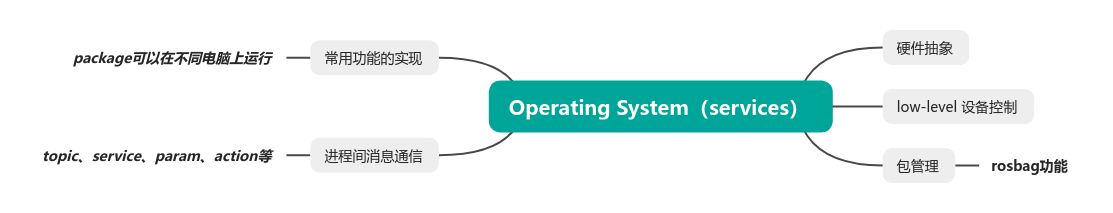 package可以在不同电脑上运行
常用功能的实现
topic、service、param、action等
进程间消息通信
Operating System（services）
硬件抽象
low-level 设备控制
包管理
rosbag功能